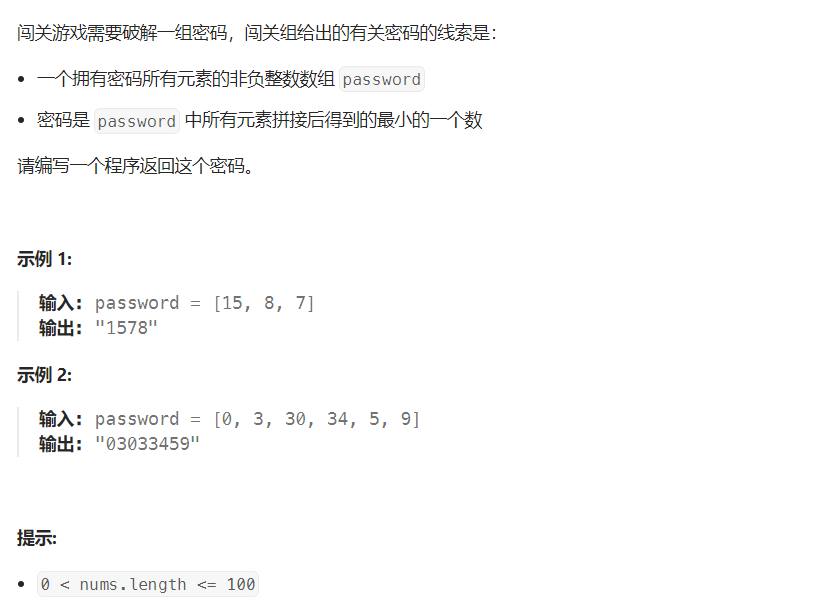 闯关游戏需要破解一组密码，闯关组给出的有关密码的线索是：
• 一个拥有密码所有元素的非负整数数组 password
• 密码是 password 中所有元素拼接后得到的最小的一个数
请编写一个程序返回这个密码。
示例 1:
输入：password = [15, 8, 7]
输出："1578"
示例 2:
输入：password = [0, 3, 30, 34, 5, 9]
输出："03033459"
提示:
• 0 < nums.length <= 100